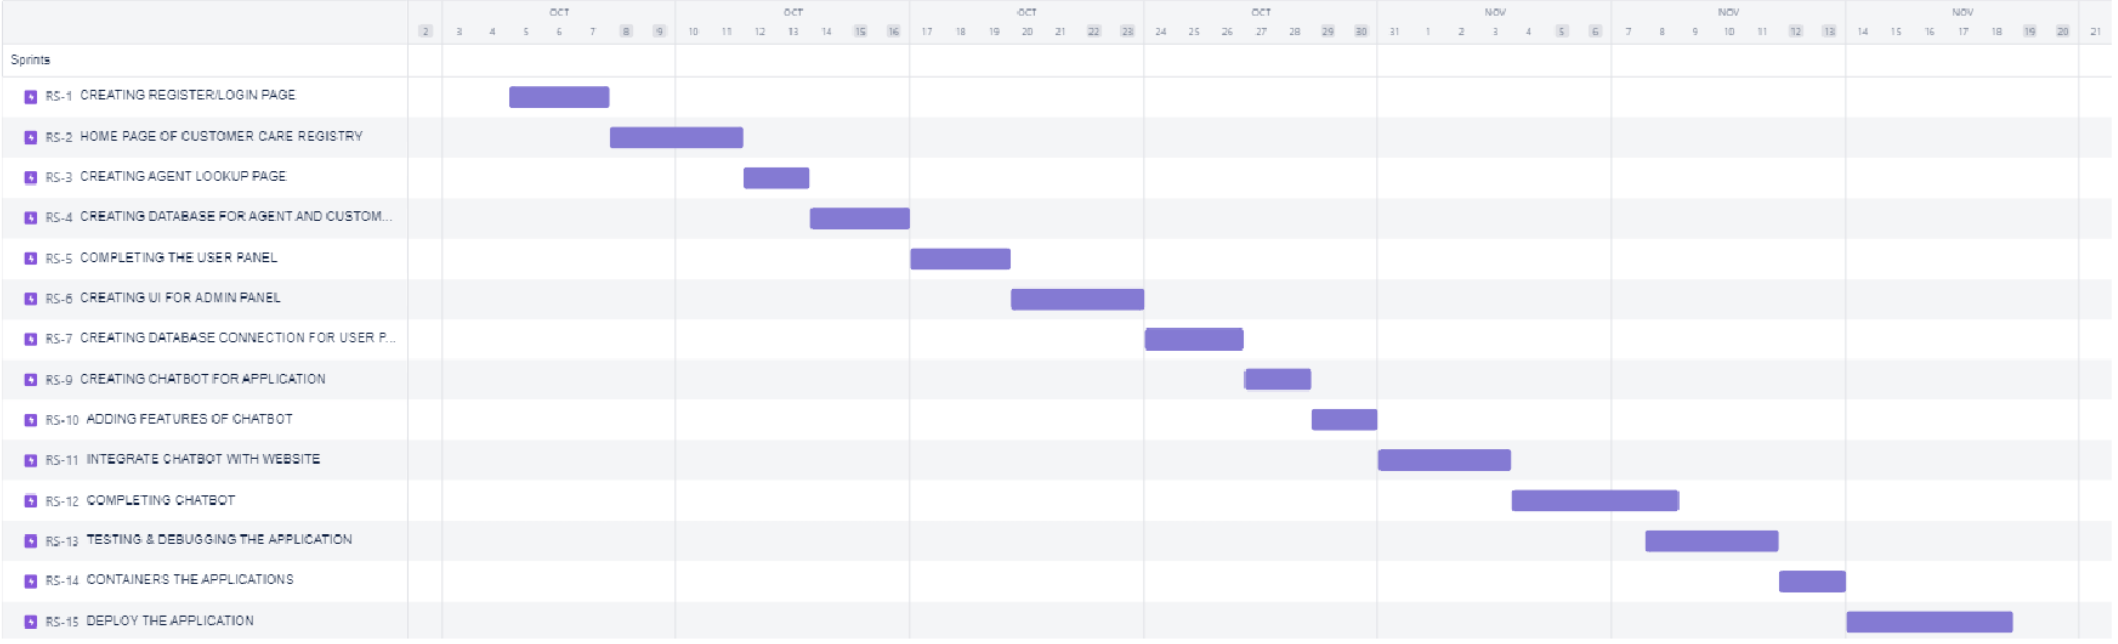 OCT OCT OCT OCT NOV NOV NOV
2 3 4 5 6 7 8 9 10 11 12 13 14 15 16 17 18 19 20 21 22 23 24 25 26 27 28 29 30 31 1 2 3 4 5 6 7 8 9 10 11 12 13 14 15 16 17 18 19 20 21
Sprints
RS-1 CREATING REGISTER/LOGIN PAGE
RS-2 HOME PAGE OF CUSTOMER CARE REGISTRY
RS-3 CREATING AGENT LOOKUP PAGE
RS-4 CREATING DATABASE FOR AGENT AND CUSTOM...
RS-5 COMPLETING THE USER PANEL
RS-6 CREATING UI FOR ADMIN PANEL
RS-7 CREATING DATABASE CONNECTION FOR USER P...
RS-9 CREATING CHATBOT FOR APPLICATION
RS-10 ADDING FEATURES OF CHATBOT
RS-11 INTEGRATE CHATBOT WITH WEBSITE
RS-12 COMPLETING CHATBOT
RS-13 TESTING & DEBUGGING THE APPLICATION
RS-14 CONTAINERS THE APPLICATIONS
RS-15 DEPLOY THE APPLICATION